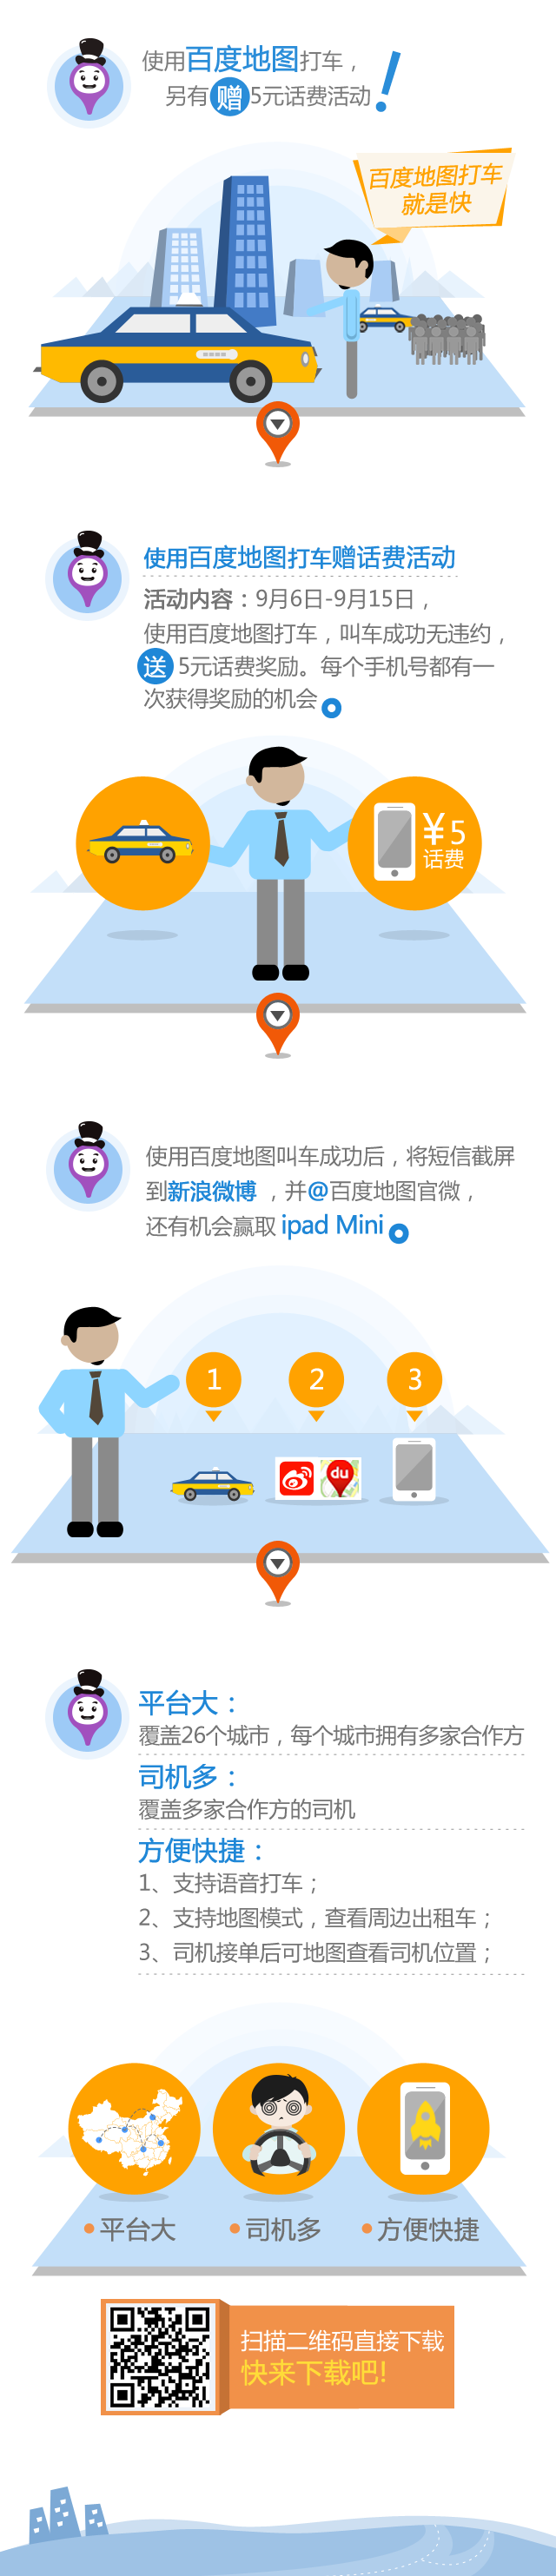 使用百度地图打车，
另有赠5元话费活动！
百度地图打车
就是快
使用百度地图打车赠话费活动
活动内容：9月6日-9月15日，
使用百度地图打车，叫车成功无违约，
送5元话费奖励。每个手机号都有一
次获得奖励的机会。
¥5
话费
使用百度地图叫车成功后，将短信截屏
到新浪微博 ，并@百度地图官微，
还有机会赢取 ipad Mini。
1 2 3
du
平台大：
覆盖26个城市，每个城市拥有多家合作方
司机多：
覆盖多家合作方的司机
方便快捷：
1、支持语音打车；
2、支持地图模式，查看周边出租车；
3、司机接单后可地图查看司机位置；
•平台大 •司机多 •方便快捷
扫描二维码直接下载
快来下载吧!